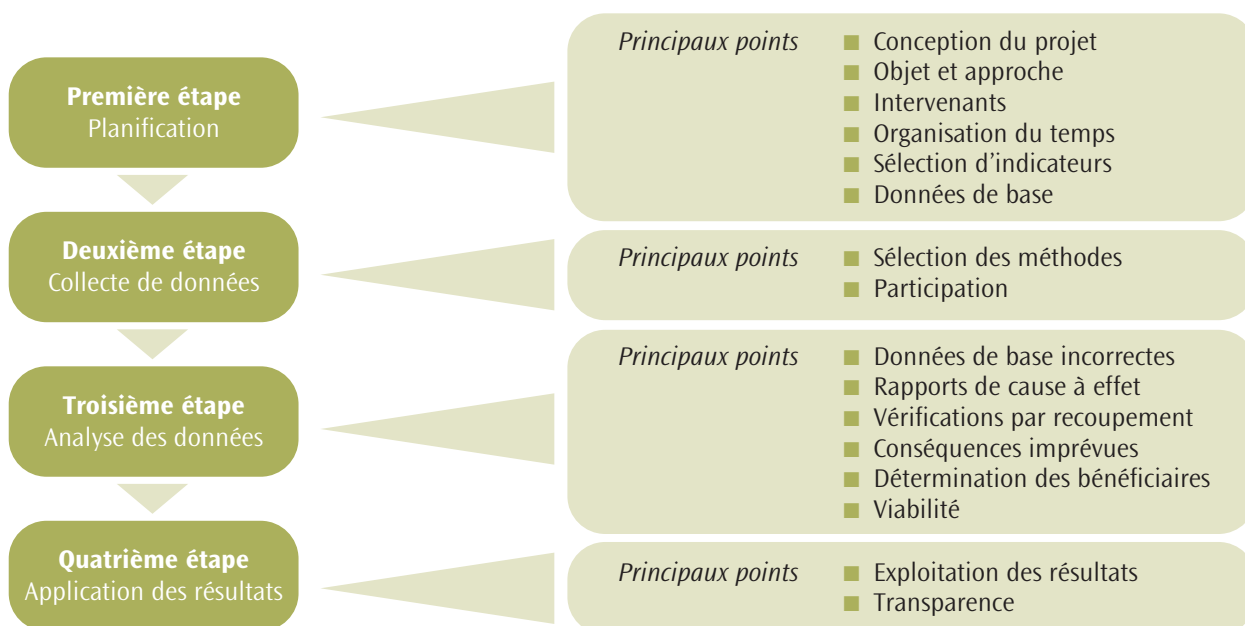 Première étape
Planification
Principaux points
■ Conception du projet
■ Objet et approche
■ Intervenants
■ Organisation du temps
■ Sélection d'indicateurs
■ Données de base
Deuxième étape
Collecte de données
Principaux points
■ Sélection des méthodes
■ Participation
Troisième étape
Analyse des données
Principaux points
■ Données de base incorrectes
■ Rapports de cause à effet
■ Vérifications par recoupement
■ Conséquences imprévues
■ Détermination des bénéficiaires
■ Viabilité
Quatrième étape
Application des résultats
Principaux points
■ Exploitation des résultats
■ Transparence